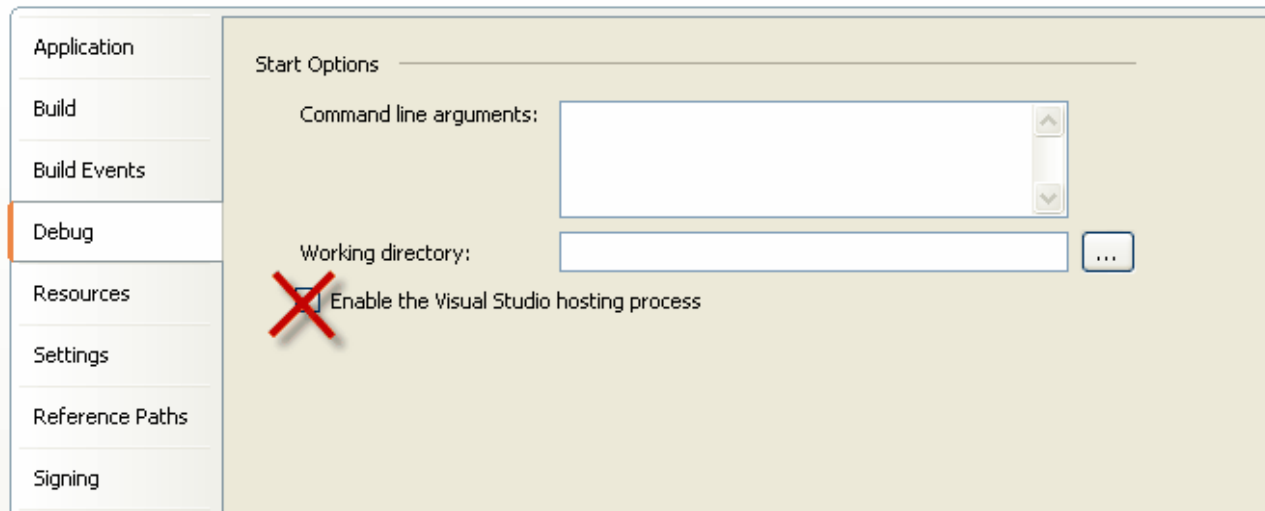 Application
Build
Build Events
Debug
Resources
Settings
Reference Paths
Signing
Start Options
Command line arguments:
Working directory:
...
Enable the Visual Studio hosting process